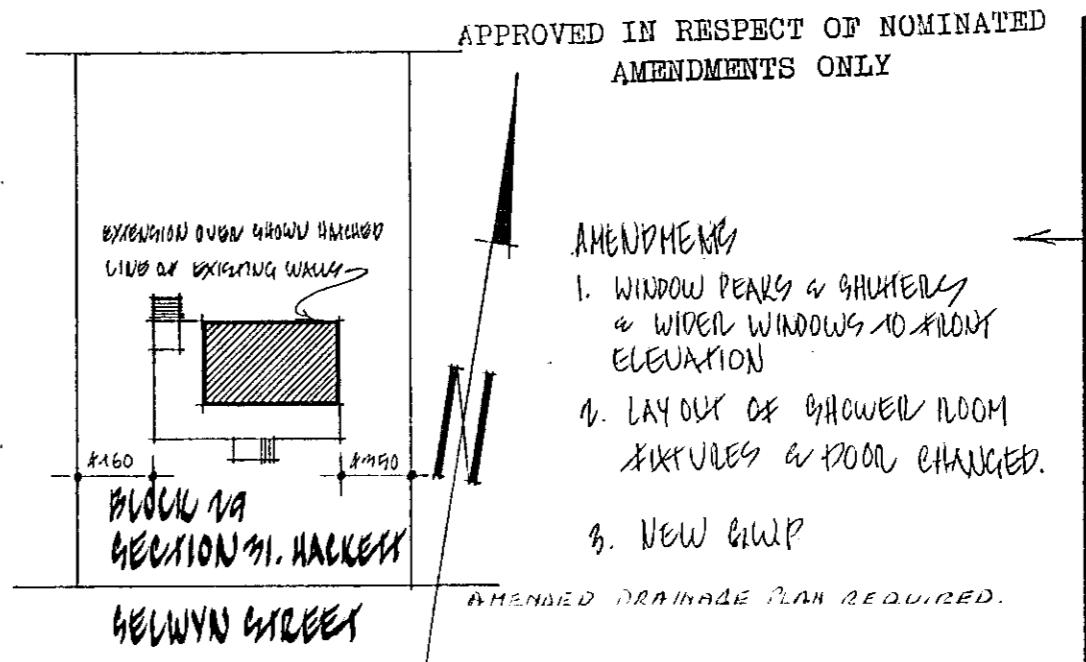 APPROVED IN RESPECT OF NOMINATED
AMENDMENTS ONLY
EXTENSION OVER SHOWN HATCHED
LINE OF EXISTING WALLS
4160
4350
BLOCK 29
SECTION 31. HACKETT
SELWYN STREET
N
AMENDMENTS
1. WINDOW & SHUTTERS
& WIDER WINDOWS TO FRONT
ELEVATION
2. LAYOUT OF SHOWER ROOM
FIXTURES & DOOR CHANGED.
3. NEW
AMENDED DRAINAGE PLAN REQUIRED.